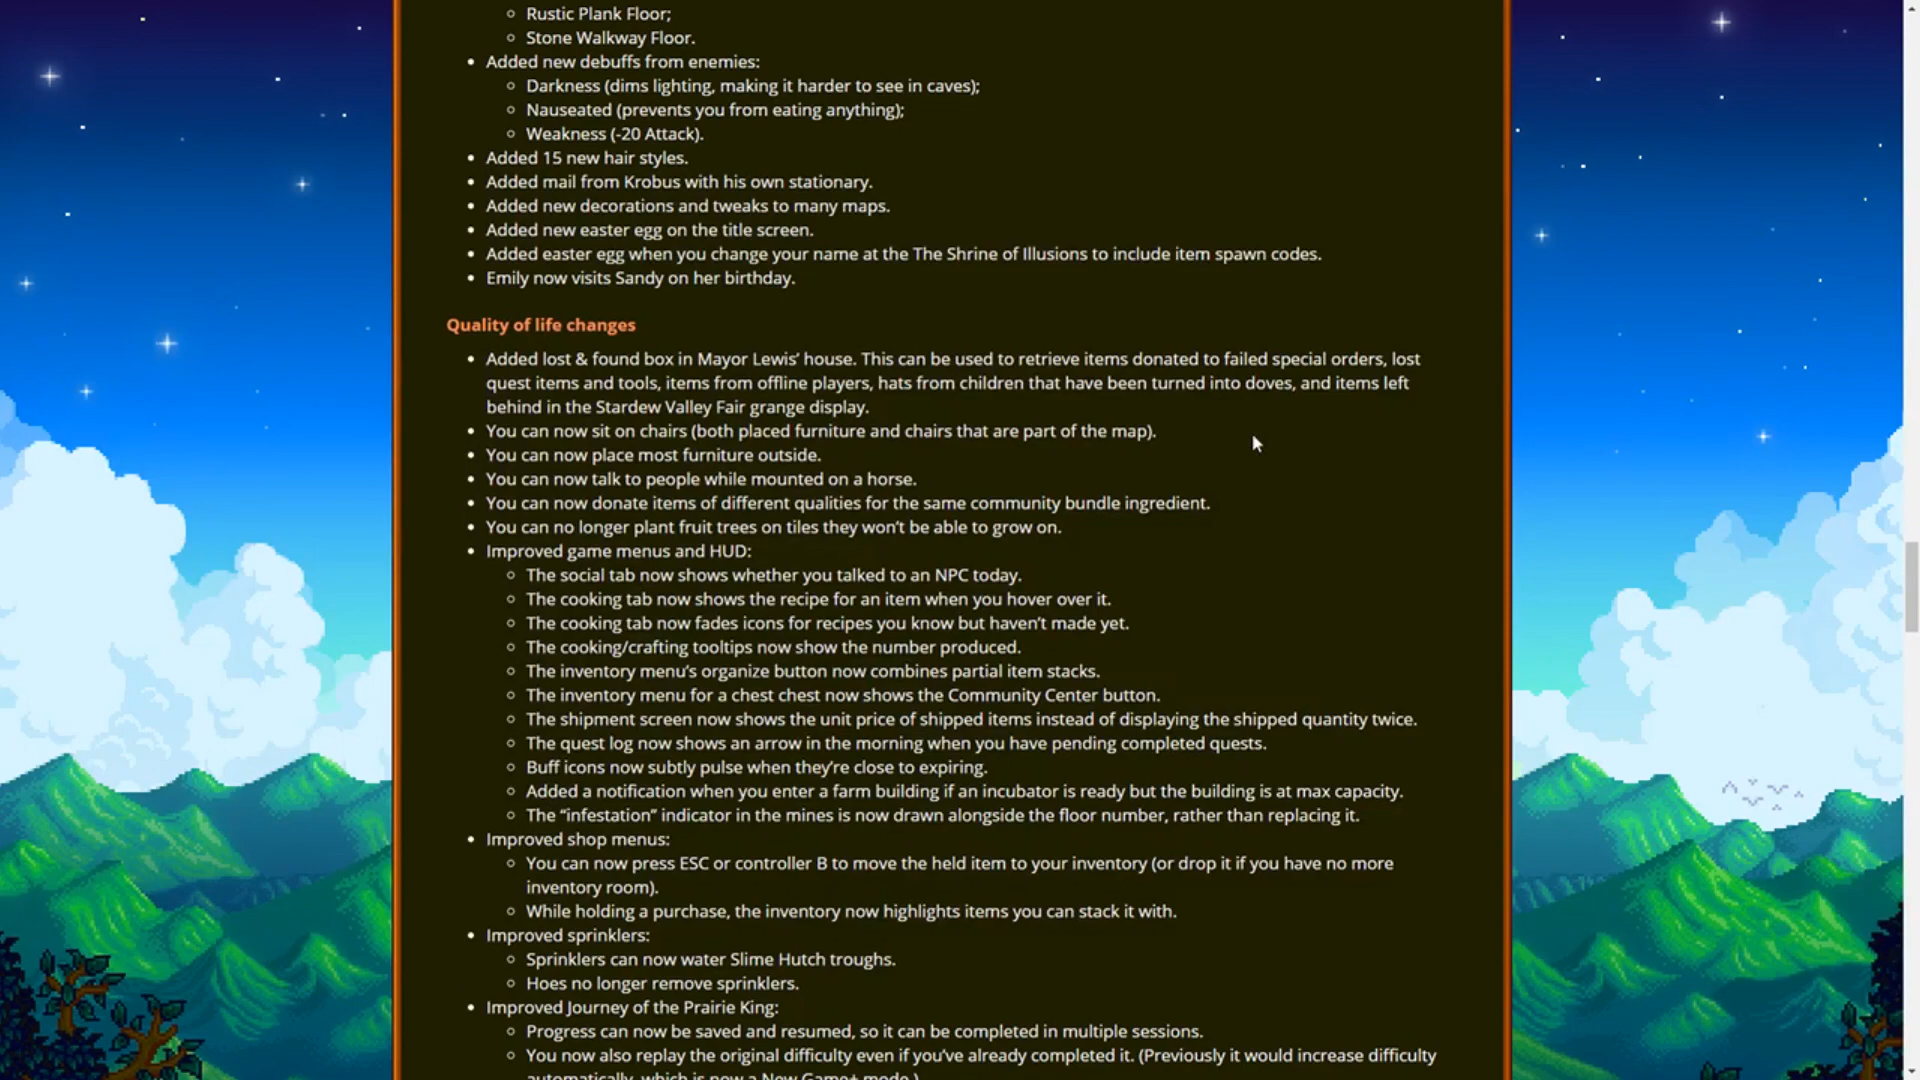 Rustic Plank Floor;
Stone Walkway Floor.
Added new debuffs from enemies:
Darkness (dims lighting, making it harder to see in caves);
Nauseated (prevents you from eating anything);
Weakness (-20 Attack).
Added 15 new hair styles.
Added mail from Krobus with his own stationary.
Added new decorations and tweaks to many maps.
Added new easter egg on the title screen.
Added easter egg when you change your name at the The Shrine of Illusions to include item spawn codes.
Emily now visits Sandy on her birthday.
Quality of life changes
Added lost & found box in Mayor Lewis’ house. This can be used to retrieve items donated to failed special orders, lost
quest items and tools, items from offline players, hats from children that have been turned into doves, and items left
behind in the Stardew Valley Fair grange display.
You can now sit on chairs (both placed furniture and chairs that are part of the map).
You can now place most furniture outside.
You can now talk to people while mounted on a horse.
You can now donate items of different qualities for the same community bundle ingredient.
You can no longer plant fruit trees on tiles they won’t be able to grow on.
Improved game menus and HUD:
The social tab now shows whether you talked to an NPC today.
The cooking tab now shows the recipe for an item when you hover over it.
The cooking tab now fades icons for recipes you know but haven’t made yet.
The cooking/crafting tooltips now show the number produced.
The inventory menu’s organize button now combines partial item stacks.
The inventory menu for a chest chest now shows the Community Center button.
The shipment screen now shows the unit price of shipped items instead of displaying the shipped quantity twice.
The quest log now shows an arrow in the morning when you have pending completed quests.
Buff icons now subtly pulse when they’re close to expiring.
Added a notification when you enter a farm building if an incubator is ready but the building is at max capacity.
The “infestation” indicator in the mines is now drawn alongside the floor number, rather than replacing it.
Improved shop menus:
You can now press ESC or controller B to move the held item to your inventory (or drop it if you have no more
inventory room).
While holding a purchase, the inventory now highlights items you can stack it with.
Improved sprinklers:
Sprinklers can now water Slime Hutch troughs.
Hoes no longer remove sprinklers.
Improved Journey of the Prairie King:
Progress can now be saved and resumed, so it can be completed in multiple sessions.
You now also replay the original difficulty even if you’ve already completed it. (Previously it would increase difficulty
automatically, which is now a New Game+ mode.)